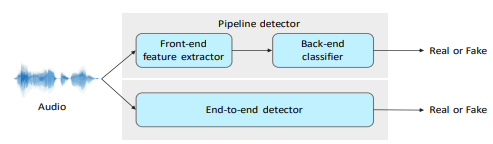 Pipeline detector
Front-end
feature extractor
Back-end
classifier
Real or Fake
Audio
End-to-end detector
Real or Fake